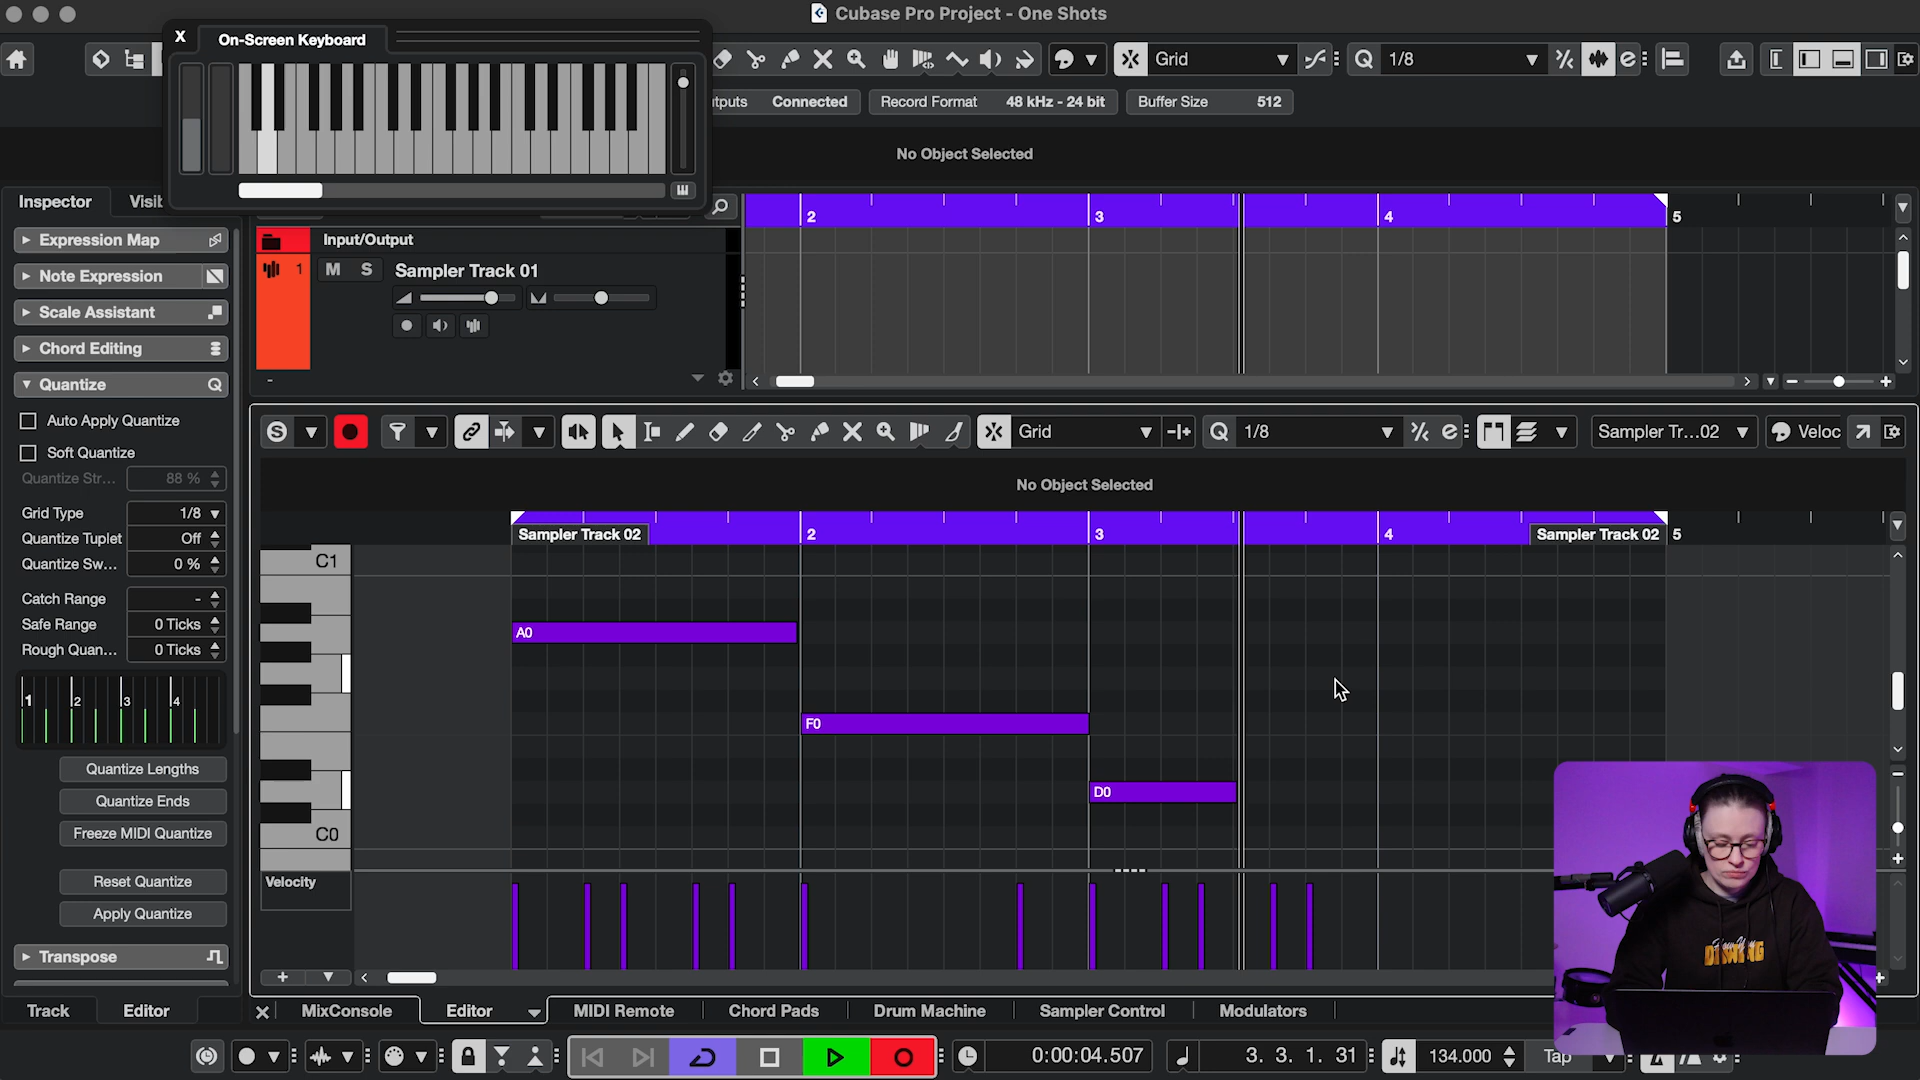 Cubase Pro Project - One Shots
X
On-Screen Keyboard
Grid
Q
1/8
e
Connected
Record Format 48 kHz - 24 bit
Buffer Size 512
No Object Selected
Inspector
2
3
4
5
Expression Map
Note Expression
Scale Assistant
Chord Editing
Quantize
Q
Auto Apply Quantize
Soft Quantize
Quantize Str... 88 %
Grid Type 1/8
Quantize Tuplet Off
Quantize Sw... 0 %
Catch Range -
Safe Range 0 Ticks
Rough Quan... 0 Ticks
1 2 3 4
Quantize Lengths
Quantize Ends
Freeze MIDI Quantize
Reset Quantize
Apply Quantize
Transpose
Track
Editor
Input/Output
1
M S
Sampler Track 01
S
Grid
Q
1/8
e
Sampler Tr...02
Veloc
No Object Selected
Sampler Track 02
2
3
4
Sampler Track 02
5
C1
A0
F0
D0
C0
Velocity
MixConsole
Editor
MIDI Remote
Chord Pads
Drum Machine
Sampler Control
Modulators
0:00:04.507
3. 3. 1. 31
134.000
Tap